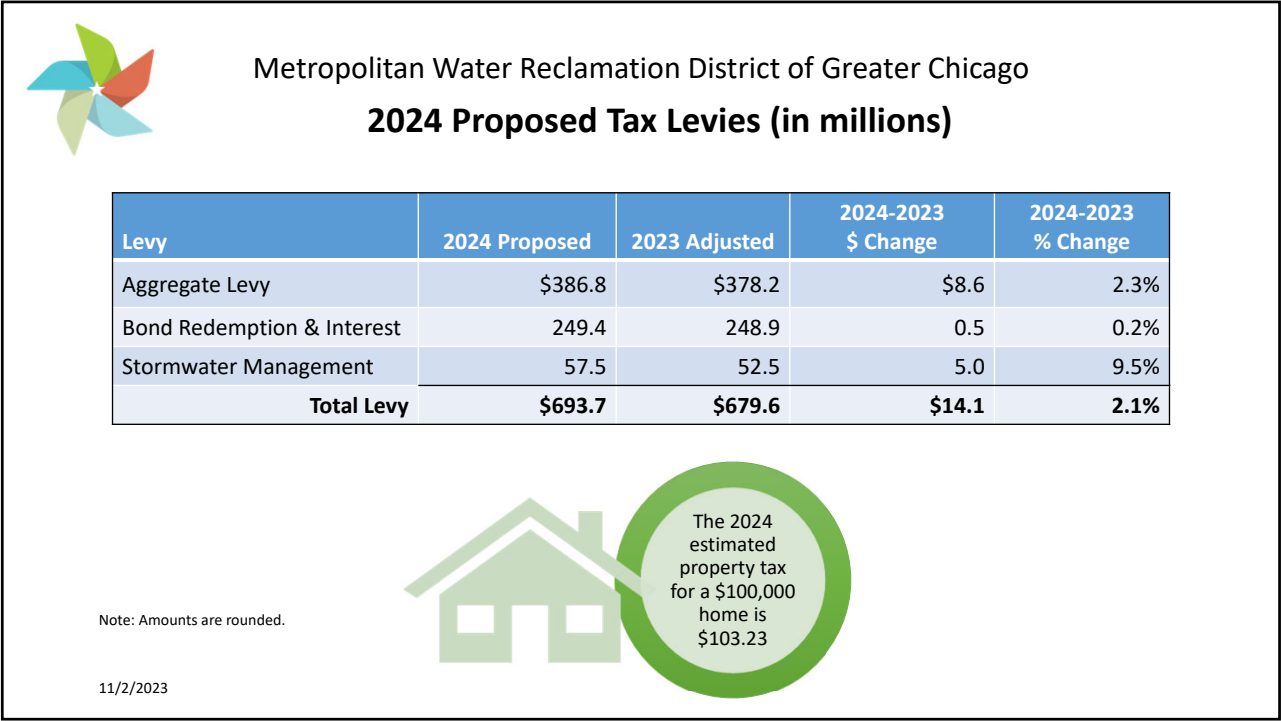 Metropolitan Water Reclamation District of Greater Chicago
2024 Proposed Tax Levies (in millions)
Levy 2024 Proposed 2023 Adjusted 2024-2023 $ Change 2024-2023 % Change
Aggregate Levy $386.8 $378.2 $8.6 2.3%
Bond Redemption & Interest 249.4 248.9 0.5 0.2%
Stormwater Management 57.5 52.5 5.0 9.5%
Total Levy $693.7 $679.6 $14.1 2.1%
The 2024
estimated
property tax
for a $100,000
home is
$103.23
Note: Amounts are rounded.
11/2/2023